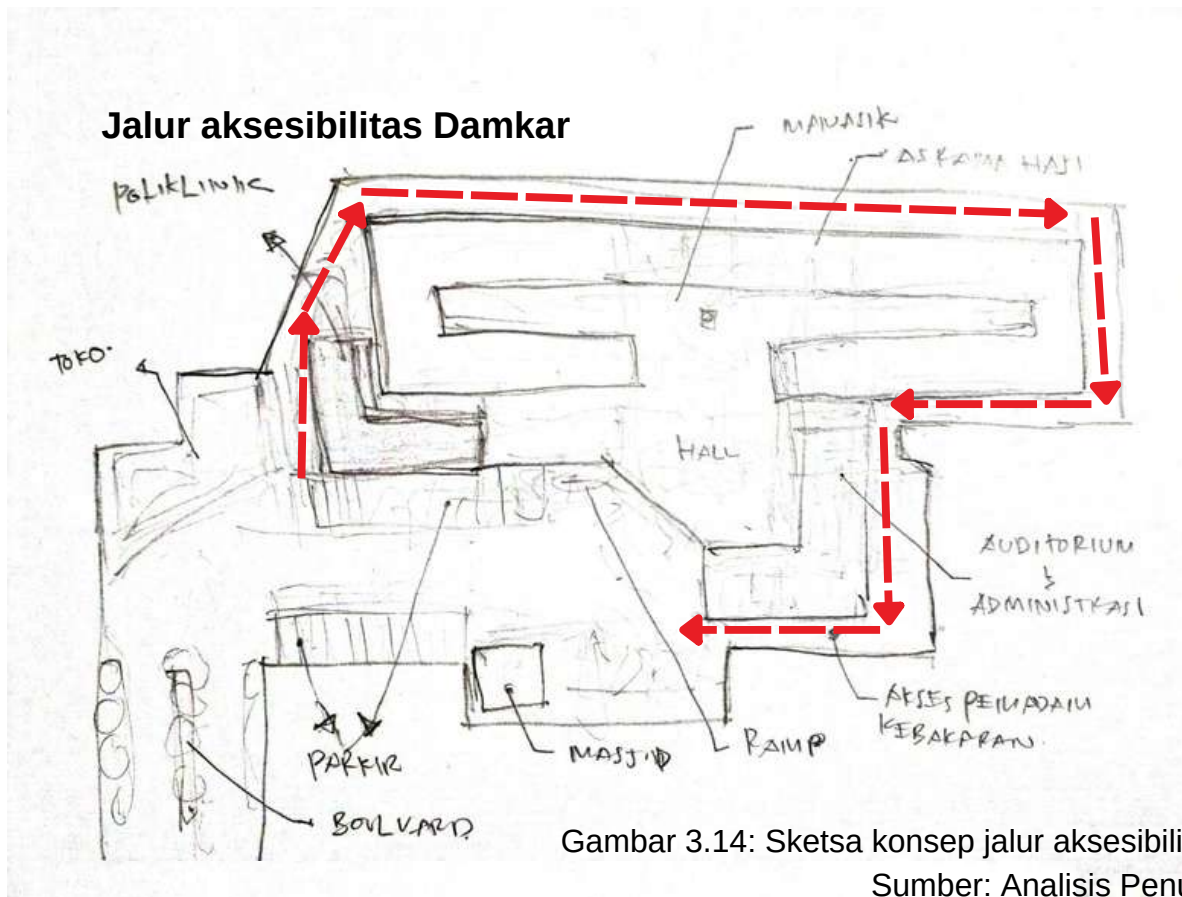 Jalur aksesibilitas Damkar
MANASIK
ASRAMA HAJI
POLIKLINIK
TOKO.
HALL
AUDITORIUM
&
ADMINISTRASI
AKSES PEMADAM
KEBAKARAN.
PARKIR
MASJID
RAMP
BOULVARD
Gambar 3.14: Sketsa konsep jalur aksesibili
Sumber: Analisis Penu